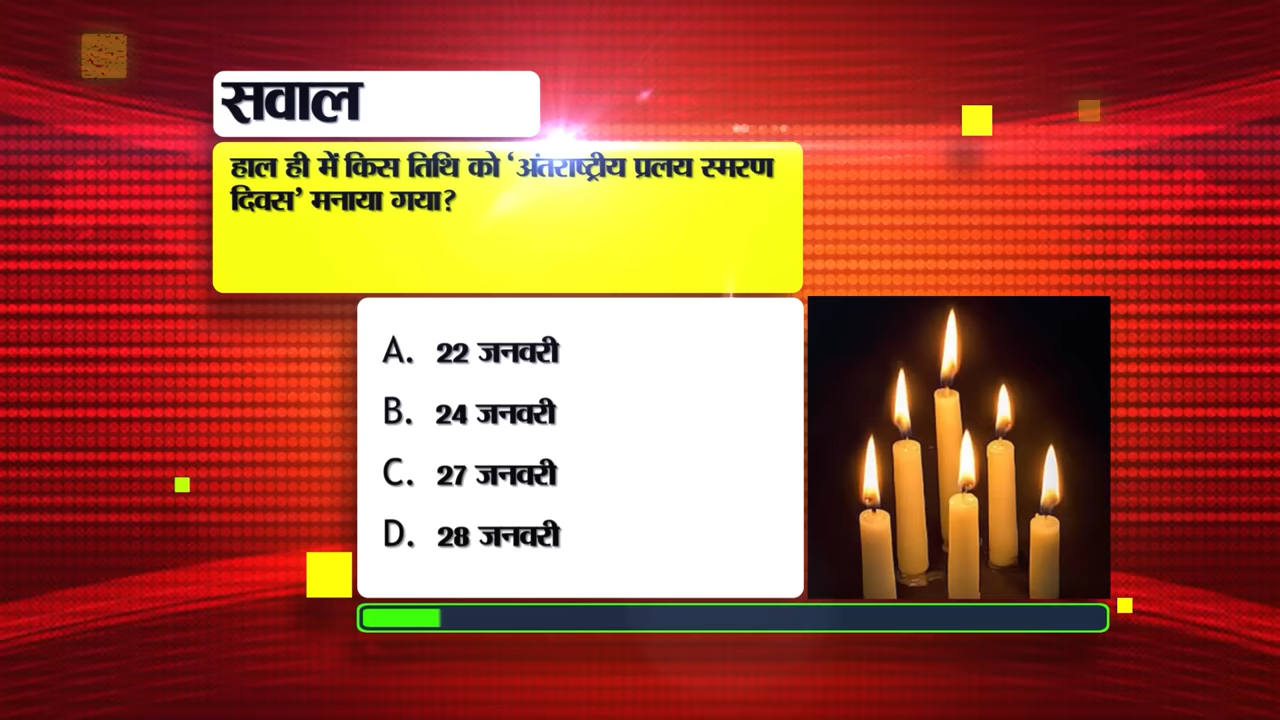 सवाल
हाल ही में किस तिथि को ‘अंतराष्ट्रीय प्रलय स्मरण
दिवस’ मनाया गया?
A. 22 जनवरी
B. 24 जनवरी
C. 27 जनवरी
D. 28 जनवरी